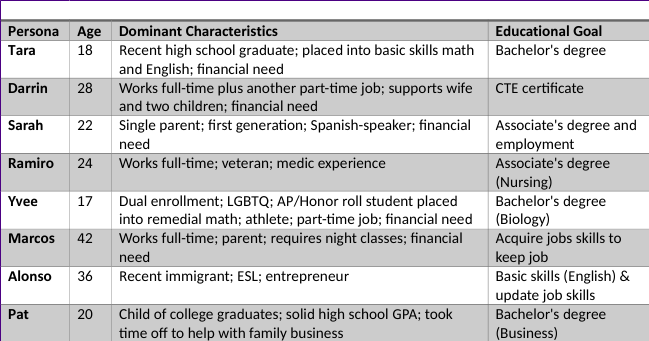 Persona Age Dominant Characteristics Educational Goal
Tara 18 Recent high school graduate; placed into basic skills math Bachelor's degree
and English; financial need
Darrin 28 Works full-time plus another part-time job; supports wife CTE certificate
and two children; financial need
Sarah 22 Single parent; first generation; Spanish-speaker; financial Associate's degree and
need employment
Ramiro 24 Works full-time; veteran; medic experience Associate's degree
(Nursing)
Yvee 17 Dual enrollment; LGBTQ; AP/Honor roll student placed Bachelor's degree
into remedial math; athlete; part-time job; financial need (Biology)
Marcos 42 Works full-time; parent; requires night classes; financial Acquire jobs skills to
need keep job
Alonso 36 Recent immigrant; ESL; entrepreneur Basic skills (English) &
update job skills
Pat 20 Child of college graduates; solid high school GPA; took Bachelor's degree
time off to help with family business (Business)